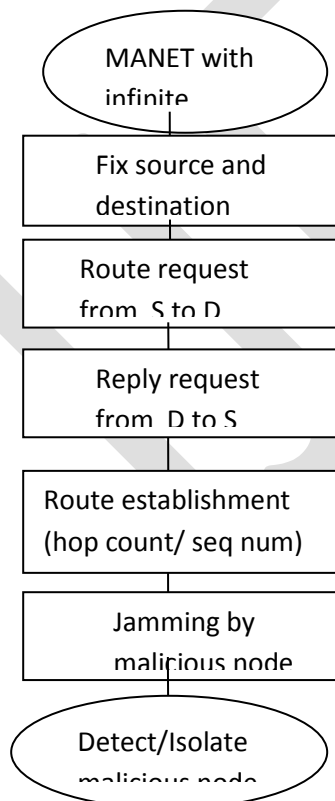 MANET with
infinite
Fix source and
destination
Route request
from S to D
Reply request
from D to S
Route establishment
(hop count/ seq num)
Jamming by
malicious node
Detect/Isolate
malicious node